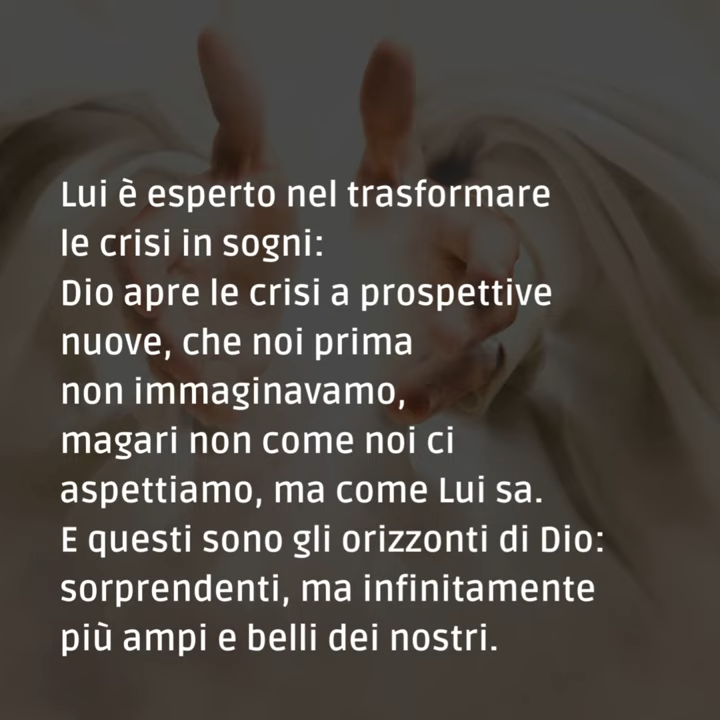 Lui è esperto nel trasformare
le crisi in sogni:
Dio apre le crisi a prospettive
nuove, che noi prima
non immaginavamo,
magari non come noi ci
aspettiamo, ma come Lui sa.
E questi sono gli orizzonti di Dio:
sorprendenti, ma infinitamente
più ampi e belli dei nostri.